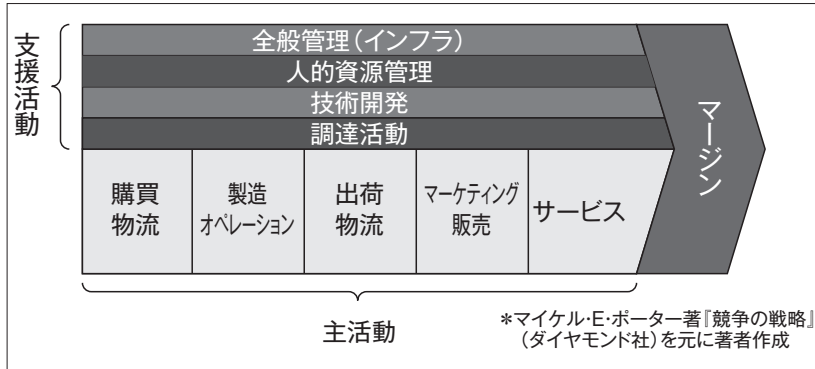 支援活動
全般管理（インフラ）
人的資源管理
技術開発
調達活動
購買
物流
製造
オペレーション
出荷
物流
マーケティング
販売
サービス
マージン
主活動
＊マイケル・E・ポーター著『競争の戦略』
（ダイヤモンド社）を元に著者作成